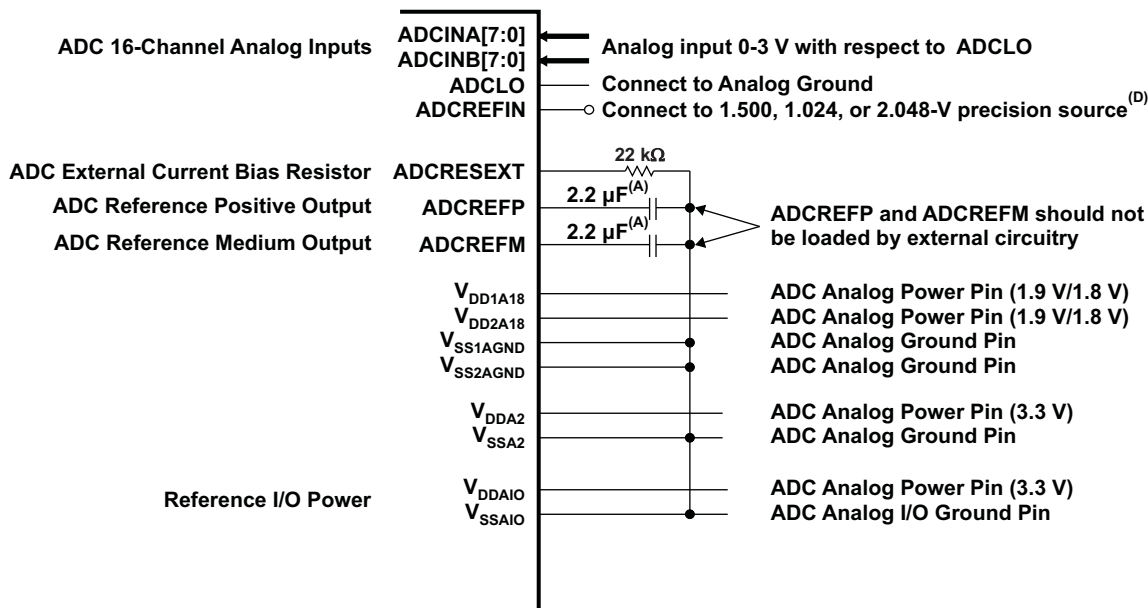 ADC 16-Channel Analog Inputs
ADCINA[7:0]
ADCINB[7:0]
Analog input 0-3 V with respect to ADCLO
ADCLO
Connect to Analog Ground
ADCREFIN
Connect to 1.500, 1.024, or 2.048-V precision source(D)
22 kΩ
ADC External Current Bias Resistor
ADCRESEXT
2.2 µF(A)
ADC Reference Positive Output
ADCREFP
2.2 µF(A)
ADC Reference Medium Output
ADCREFM
ADCREFP and ADCREFM should not
be loaded by external circuitry
VDD1A18
ADC Analog Power Pin (1.9 V/1.8 V)
VDD2A18
ADC Analog Power Pin (1.9 V/1.8 V)
VSS1AGND
ADC Analog Ground Pin
VSS2AGND
ADC Analog Ground Pin
VDDA2
ADC Analog Power Pin (3.3 V)
VSSA2
ADC Analog Ground Pin
Reference I/O Power
VDDAIO
ADC Analog Power Pin (3.3 V)
VSSAIO
ADC Analog I/O Ground Pin